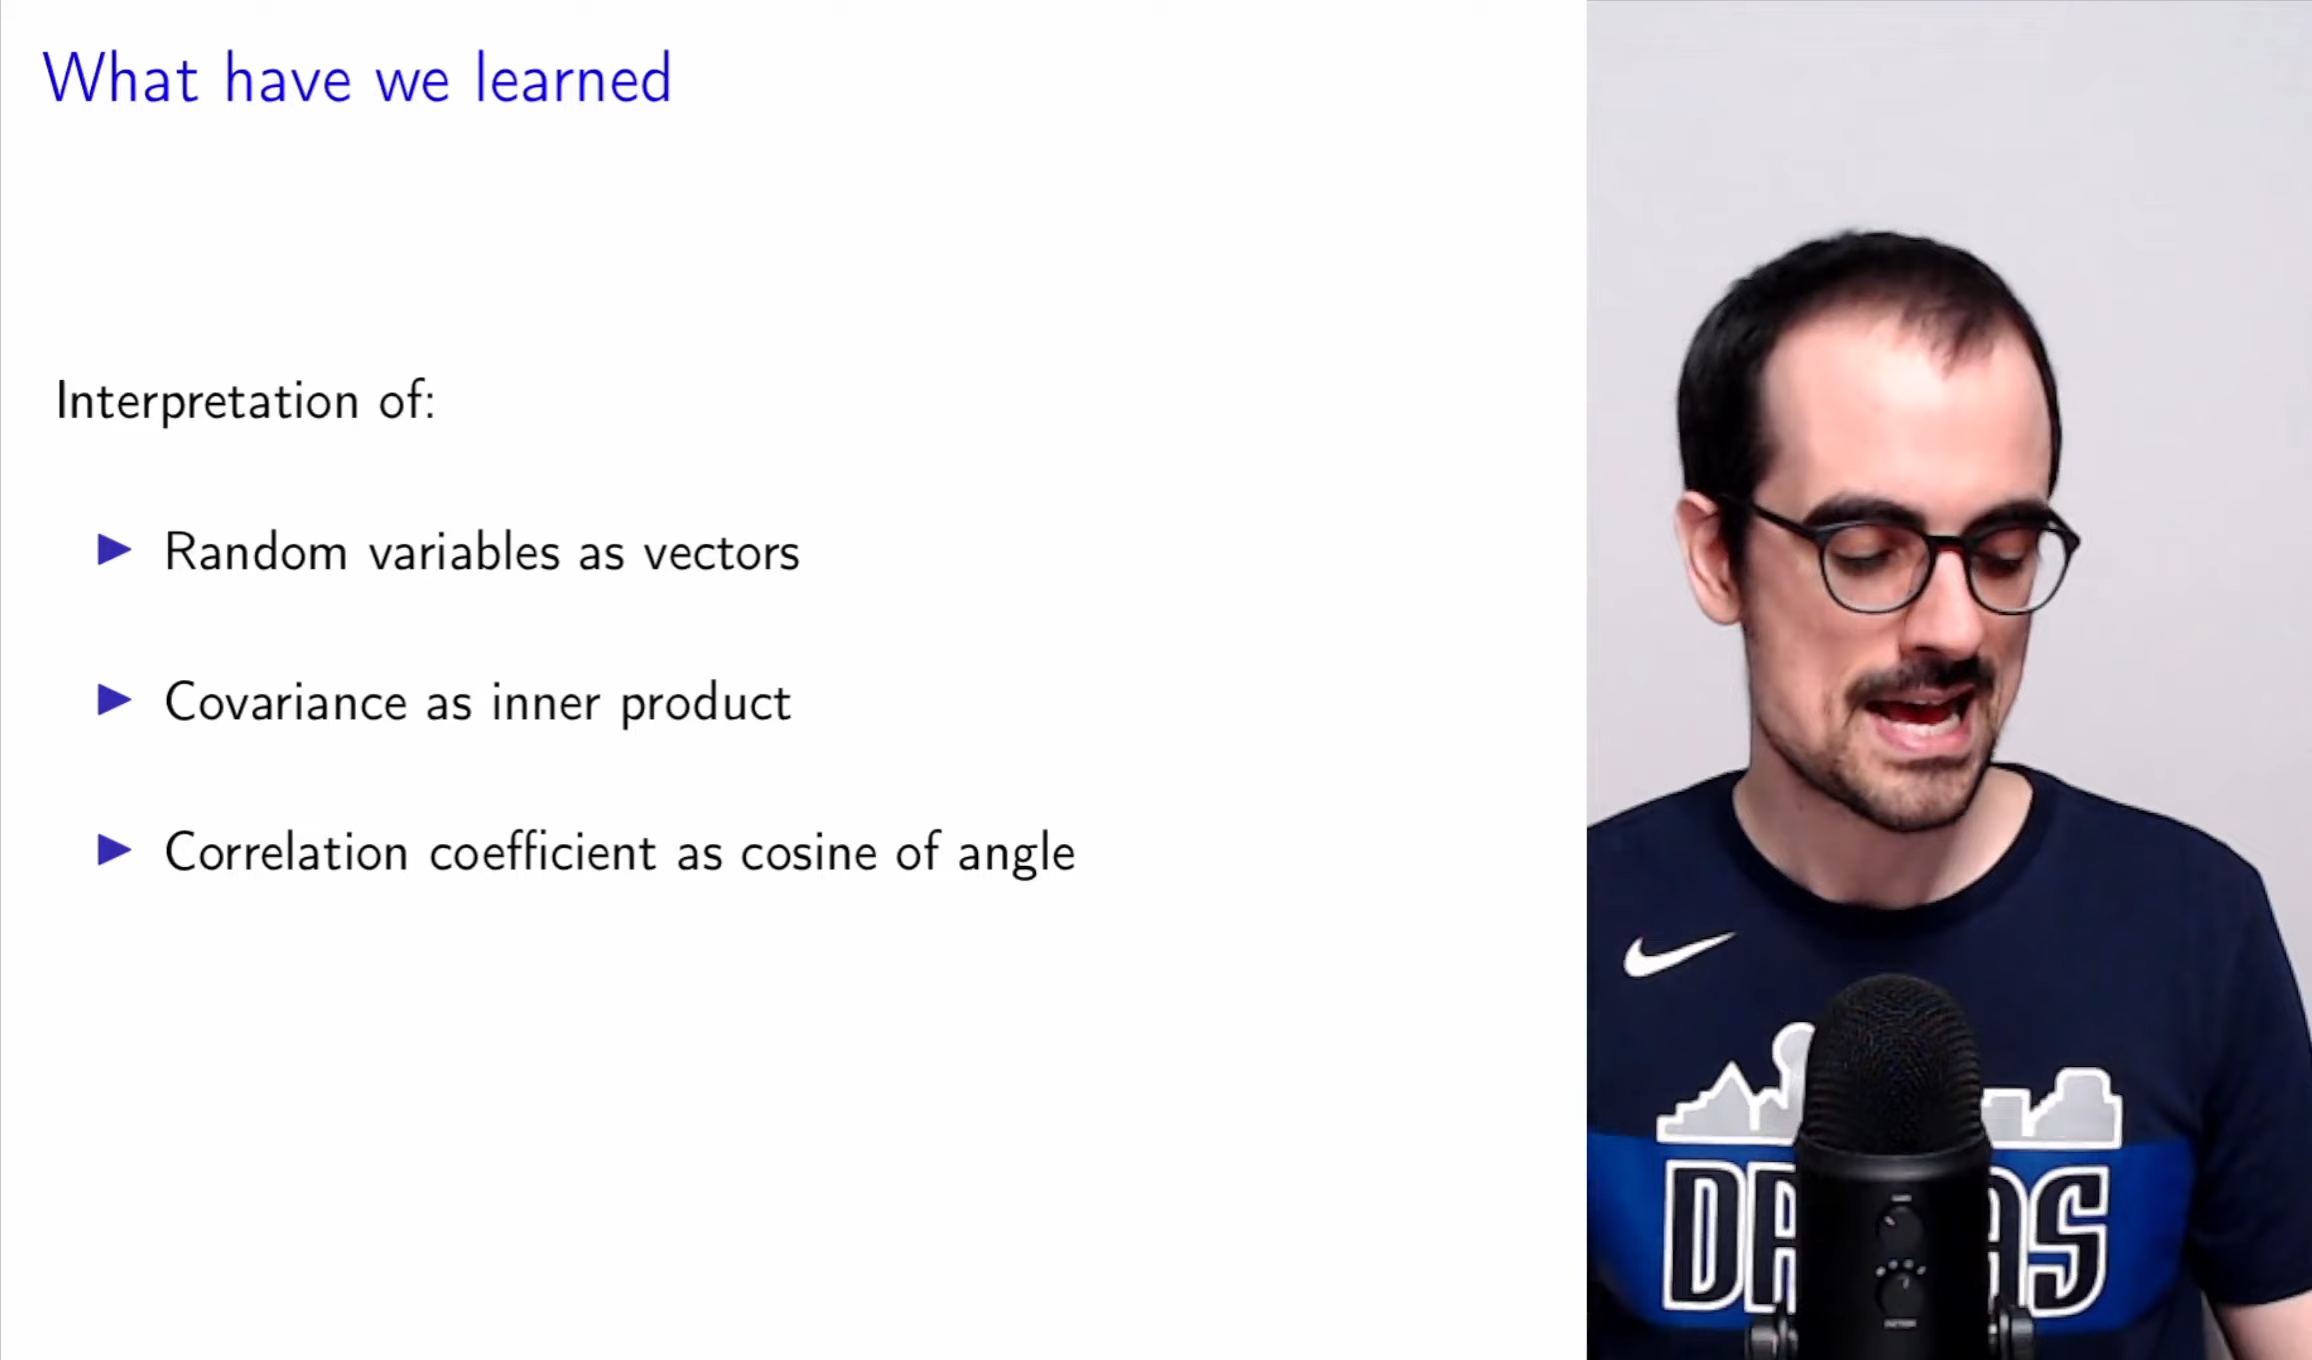 What have we learned
Interpretation of:
Random variables as vectors
Covariance as inner product
Correlation coefficient as cosine of angle